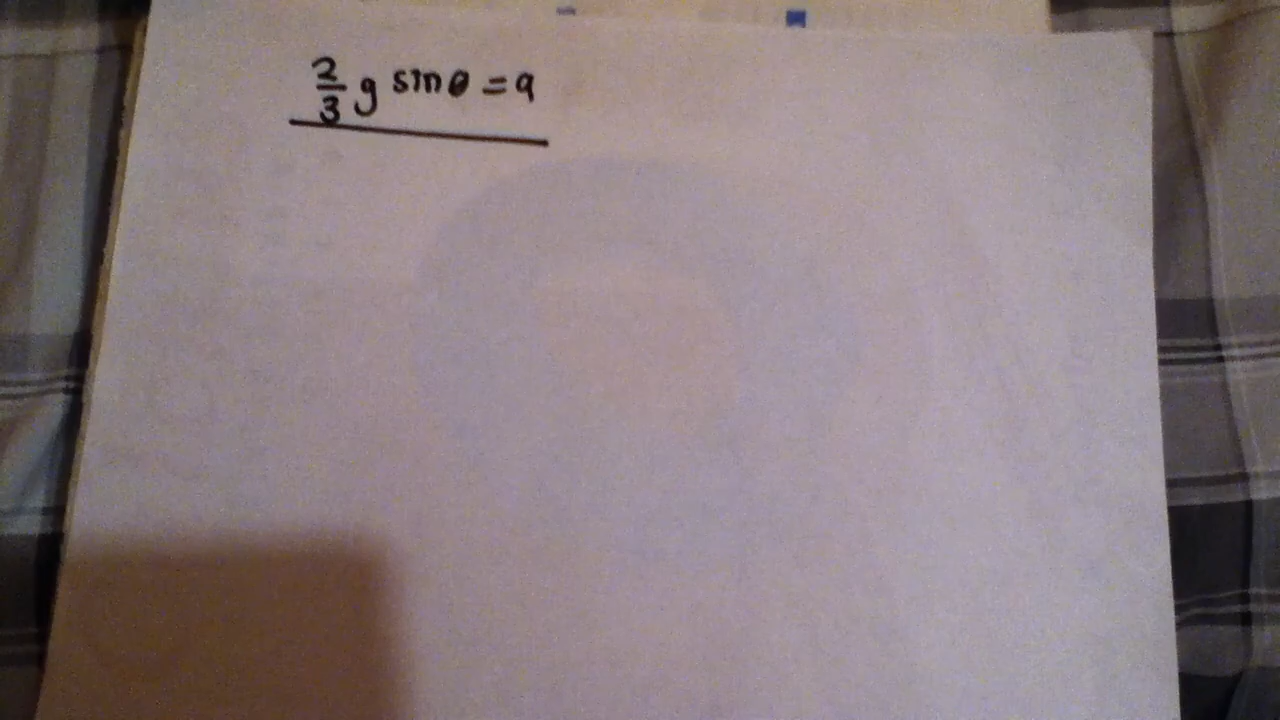 2/3 g sinθ = a